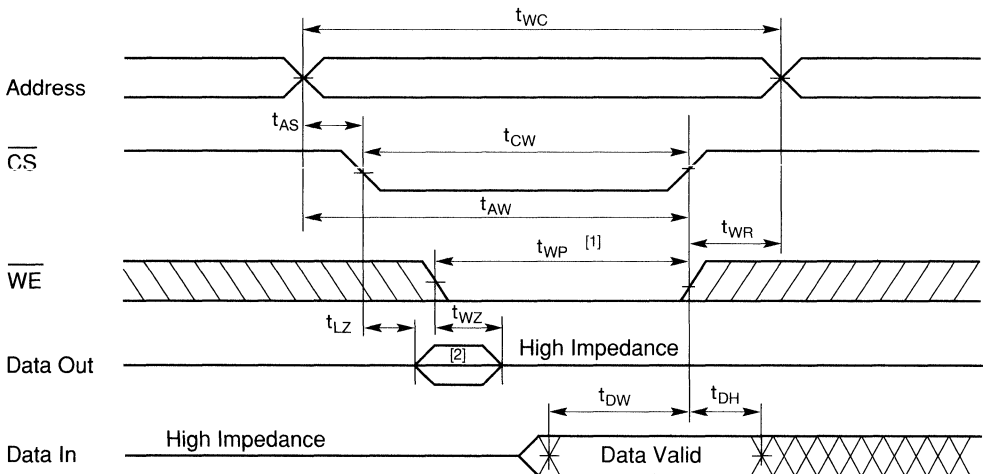 tWC
Address
tAS
tCW
CS
tAW
tWR
tWP [1]
WE
tLZ
tWZ
[2]
High Impedance
Data Out
tDW
tDH
High Impedance
Data Valid
Data In